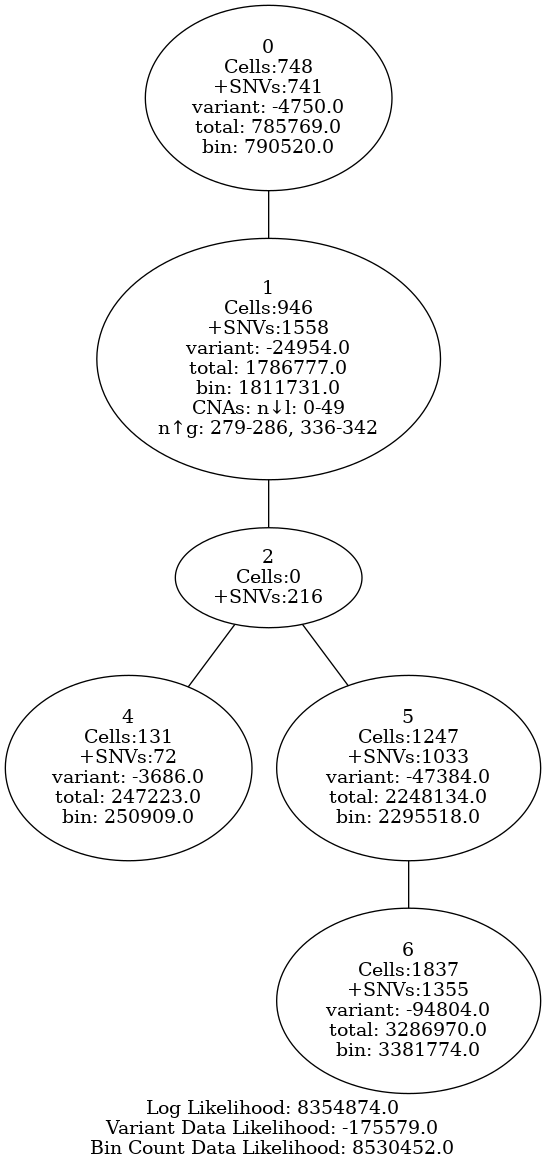 0
Cells:748
+SNVs:741
variant: -4750.0
total: 785769.0
bin: 790520.0
1
Cells:946
+SNVs:1558
variant: -24954.0
total: 1786777.0
bin: 1811731.0
CNAs: n↓l: 0-49
n↑g: 279-286, 336-342
2
Cells:0
+SNVs:216
4
Cells:131
+SNVs:72
variant: -3686.0
total: 247223.0
bin: 250909.0
5
Cells:1247
+SNVs:1033
variant: -47384.0
total: 2248134.0
bin: 2295518.0
6
Cells:1837
+SNVs:1355
variant: -94804.0
total: 3286970.0
bin: 3381774.0
Log Likelihood: 8354874.0
Variant Data Likelihood: -175579.0
Bin Count Data Likelihood: 8530452.0